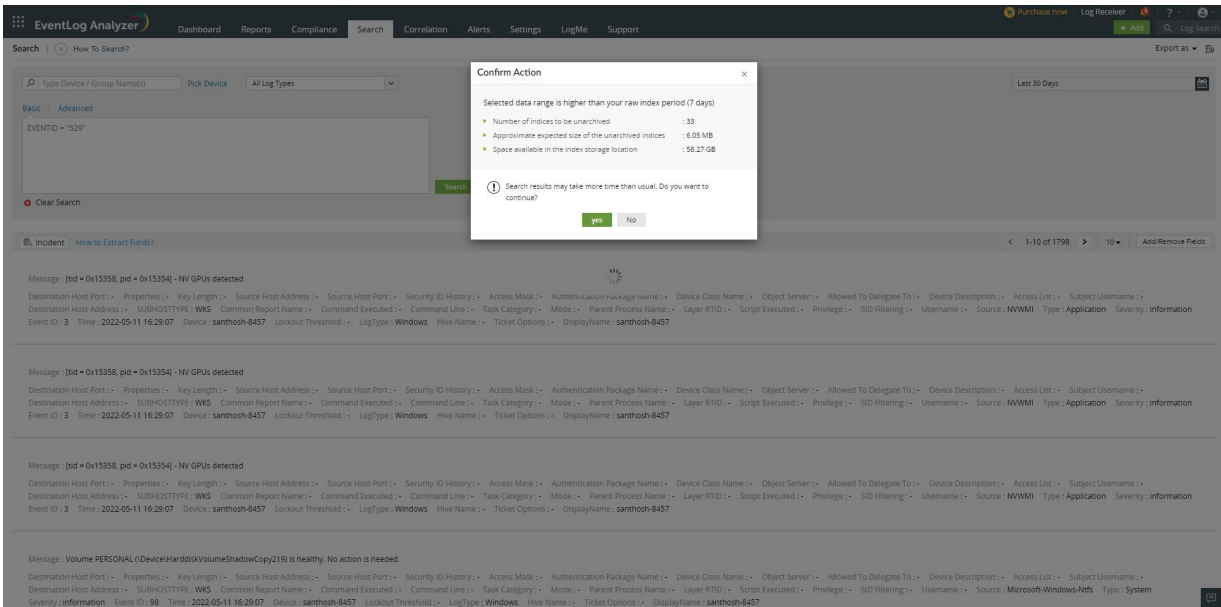 Purchase now Log Receiver ?
EventLog Analyzer Dashboard Reports Compliance Search Correlation Alerts Settings LogMe Support + Add Log Search
Search How To Search? Export as
Type Device / Group Name(s) Pick Device All Log Types Last 30 Days
Basic Advanced
EVENTID = "529"
Search
Clear Search
Confirm Action ×
Selected data range is higher than your raw index period (7 days)
Number of indices to be unarchived : 33
Approximate expected size of the unarchived indices : 6.05 MB
Space available in the index storage location : 58.27 GB
Search results may take more time than usual. Do you want to
continue?
yes No
Incident How to Extract Fields? < 1-10 of 1798 > 10 Add/Remove Fields
Message : [tid = 0x15358, pid = 0x15354] - NV GPUs detected
Destination Host Port : - Properties : - Key Length : - Source Host Address : - Source Host Port : - Security ID History : - Access Mask : - Authentication Package Name : - Device Class Name : - Object Server : - Allowed To Delegate To : - Device Description : - Access List : - Subject Username : -
Destination Host Address : - SUBHOSTTYPE : WKS Common Report Name : - Command Executed : - Command Line : - Task Category : - Mode : - Parent Process Name : - Layer RTID : - Script Executed : - Privilege : - SID Filtering : - Username : - Source : NVWMI Type : Application Severity : information
Event ID : 3 Time : 2022-05-11 16:29:07 Device : santhosh-8457 Lockout Threshold : - LogType : Windows Hive Name : - Ticket Options : - DisplayName : santhosh-8457
Message : [tid = 0x15358, pid = 0x15354] - NV GPUs detected
Destination Host Port : - Properties : - Key Length : - Source Host Address : - Source Host Port : - Security ID History : - Access Mask : - Authentication Package Name : - Device Class Name : - Object Server : - Allowed To Delegate To : - Device Description : - Access List : - Subject Username : -
Destination Host Address : - SUBHOSTTYPE : WKS Common Report Name : - Command Executed : - Command Line : - Task Category : - Mode : - Parent Process Name : - Layer RTID : - Script Executed : - Privilege : - SID Filtering : - Username : - Source : NVWMI Type : Application Severity : information
Event ID : 3 Time : 2022-05-11 16:29:07 Device : santhosh-8457 Lockout Threshold : - LogType : Windows Hive Name : - Ticket Options : - DisplayName : santhosh-8457
Message : [tid = 0x15358, pid = 0x15354] - NV GPUs detected
Destination Host Port : - Properties : - Key Length : - Source Host Address : - Source Host Port : - Security ID History : - Access Mask : - Authentication Package Name : - Device Class Name : - Object Server : - Allowed To Delegate To : - Device Description : - Access List : - Subject Username : -
Destination Host Address : - SUBHOSTTYPE : WKS Common Report Name : - Command Executed : - Command Line : - Task Category : - Mode : - Parent Process Name : - Layer RTID : - Script Executed : - Privilege : - SID Filtering : - Username : - Source : NVWMI Type : Application Severity : information
Event ID : 3 Time : 2022-05-11 16:29:07 Device : santhosh-8457 Lockout Threshold : - LogType : Windows Hive Name : - Ticket Options : - DisplayName : santhosh-8457
Message : Volume PERSONAL (\Device\HarddiskVolumeShadowCopy219) is healthy. No action is needed.
Destination Host Port : - Properties : - Key Length : - Source Host Address : - Source Host Port : - Security ID History : - Access Mask : - Authentication Package Name : - Device Class Name : - Object Server : - Allowed To Delegate To : - Device Description : - Access List : - Subject Username : -
Destination Host Address : - SUBHOSTTYPE : WKS Common Report Name : - Command Executed : - Command Line : - Task Category : - Mode : - Parent Process Name : - Layer RTID : - Script Executed : - Privilege : - SID Filtering : - Username : - Source : Microsoft-Windows-Ntfs Type : System
Severity : information Event ID : 98 Time : 2022-05-11 16:29:07 Device : santhosh-8457 Lockout Threshold : - LogType : Windows Hive Name : - Ticket Options : - DisplayName : santhosh-8457